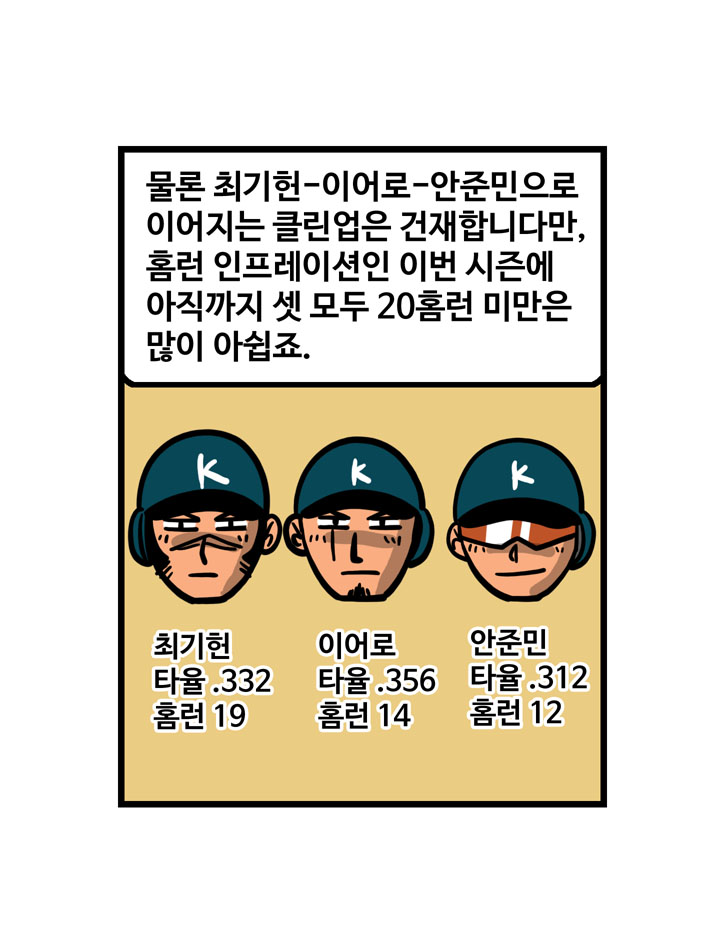 물론 최기헌-이어로-안준민으로
이어지는 클린업은 건재합니다만,
홈런 인프레이션인 이번 시즌에
아직까지 셋 모두 20홈런 미만은
많이 아쉽죠.
K
K
K
최기헌
타율 .332
홈런 19
이어로
타율 .356
홈런 14
안준민
타율 .312
홈런 12